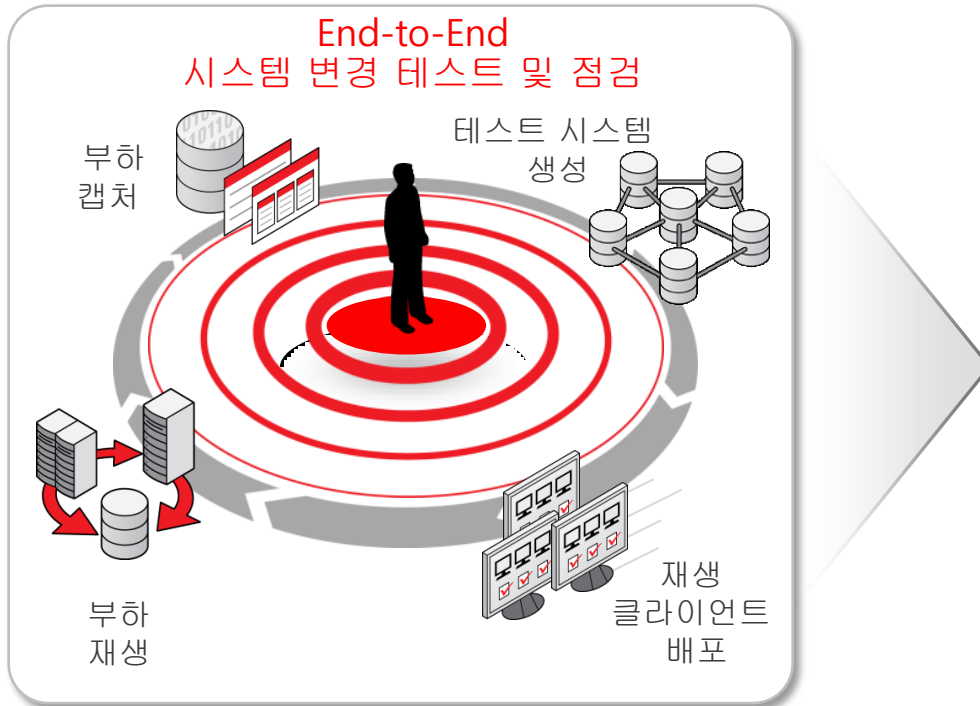 End-to-End
시스템 변경 테스트 및 점검
부하
캡처
테스트 시스템
생성
부하
재생
재생
클라이언트
배포